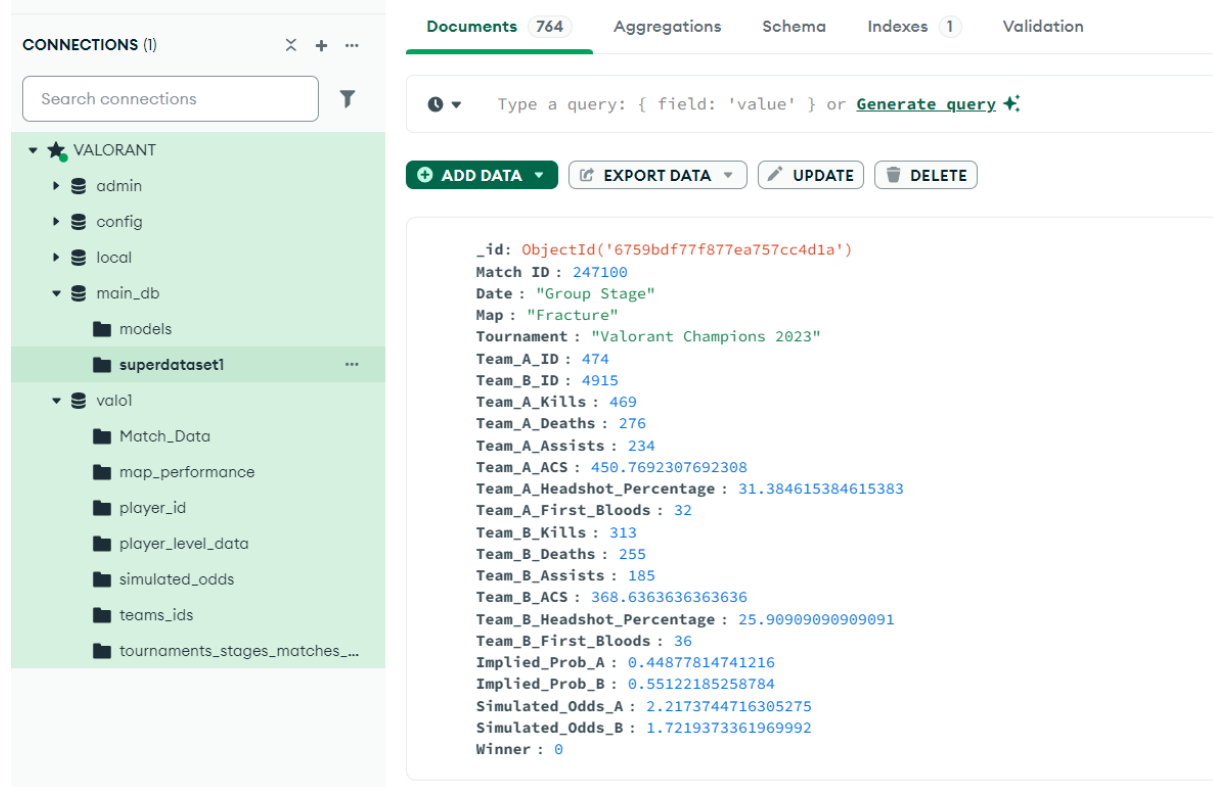 CONNECTIONS (1)
Search connections
VALORANT
admin
config
local
main_db
models
superdataset1
valo1
Match_Data
map_performance
player_id
player_level_data
simulated_odds
teams_ids
tournaments_stages_matches_...
Documents 764 Aggregations Schema Indexes 1 Validation
Type a query: { field: 'value' } or Generate query
ADD DATA EXPORT DATA UPDATE DELETE
_id: ObjectId('6759bdf77f877ea757cc4d1a')
Match ID : 247100
Date : "Group Stage"
Map : "Fracture"
Tournament : "Valorant Champions 2023"
Team_A_ID : 474
Team_B_ID : 4915
Team_A_Kills : 469
Team_A_Deaths : 276
Team_A_Assists : 234
Team_A_ACS : 450.7692307692308
Team_A_Headshot_Percentage : 31.384615384615383
Team_A_First_Bloods : 32
Team_B_Kills : 313
Team_B_Deaths : 255
Team_B_Assists : 185
Team_B_ACS : 368.6363636363636
Team_B_Headshot_Percentage : 25.90909090909091
Team_B_First_Bloods : 36
Implied_Prob_A : 0.44877814741216
Implied_Prob_B : 0.55122185258784
Simulated_Odds_A : 2.2173744716305275
Simulated_Odds_B : 1.7219373361969992
Winner : 0